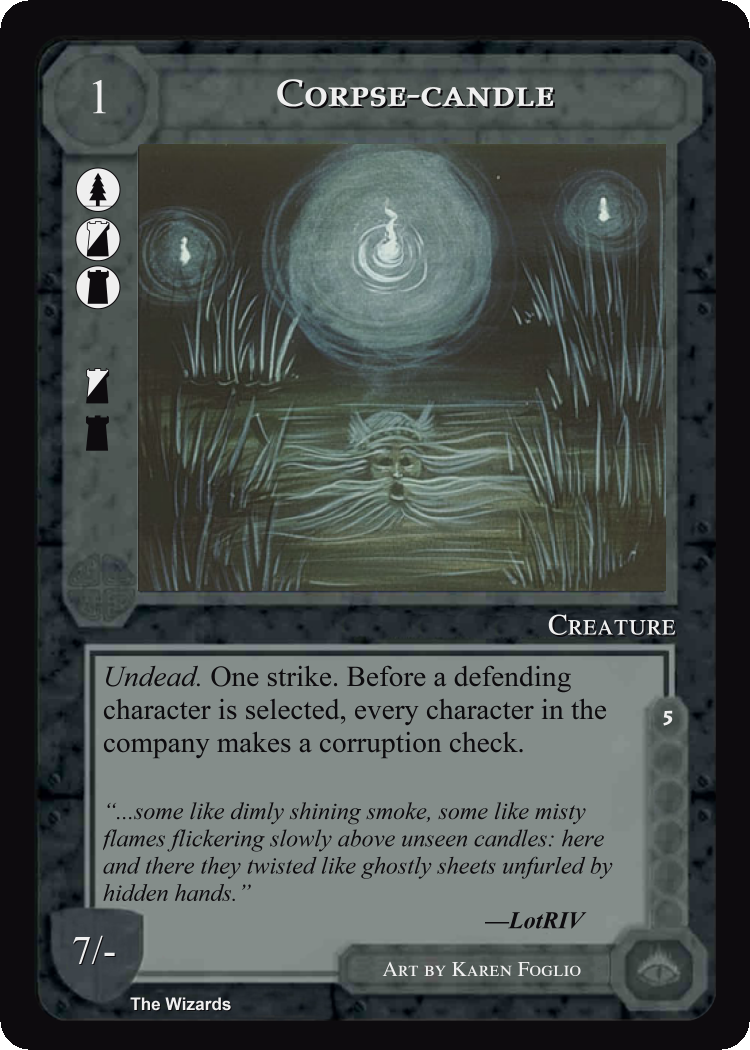 1
CORPSE-CANDLE
CREATURE
Undead. One strike. Before a defending
character is selected, every character in the
company makes a corruption check.
5
“...some like dimly shining smoke, some like misty
flames flickering slowly above unseen candles: here
and there they twisted like ghostly sheets unfurled by
hidden hands.”
—LotRIV
7/-
ART BY KAREN FOGLIO
The Wizards